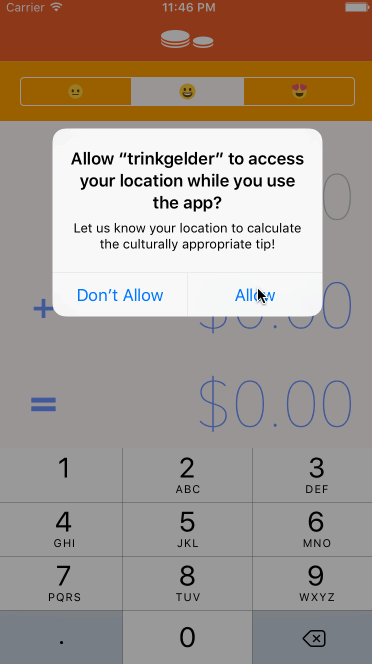 Carrier 11:46 PM
Allow “trinkgelder” to access
your location while you use
the app?
Let us know your location to calculate
the culturally appropriate tip!
Don’t Allow Allow
0
+ $0.00
= $0.00
1 2 3
ABC DEF
4 5 6
GHI JKL MNO
7 8 9
PQRS TUV WXYZ
. 0